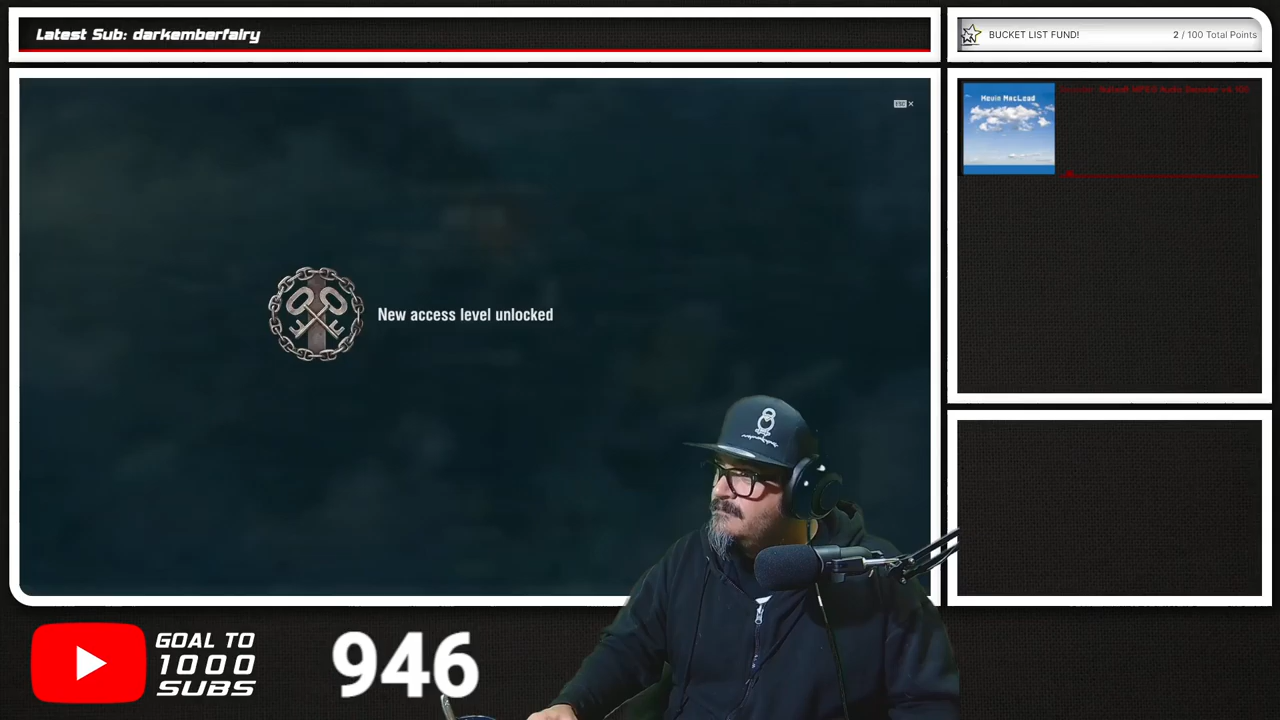 Latest Sub: darkemberfairy
BUCKET LIST FUND!
2 / 100 Total Points
ESC ×
Kevin MacLeod
New access level unlocked
GOAL TO
1000
SUBS
946